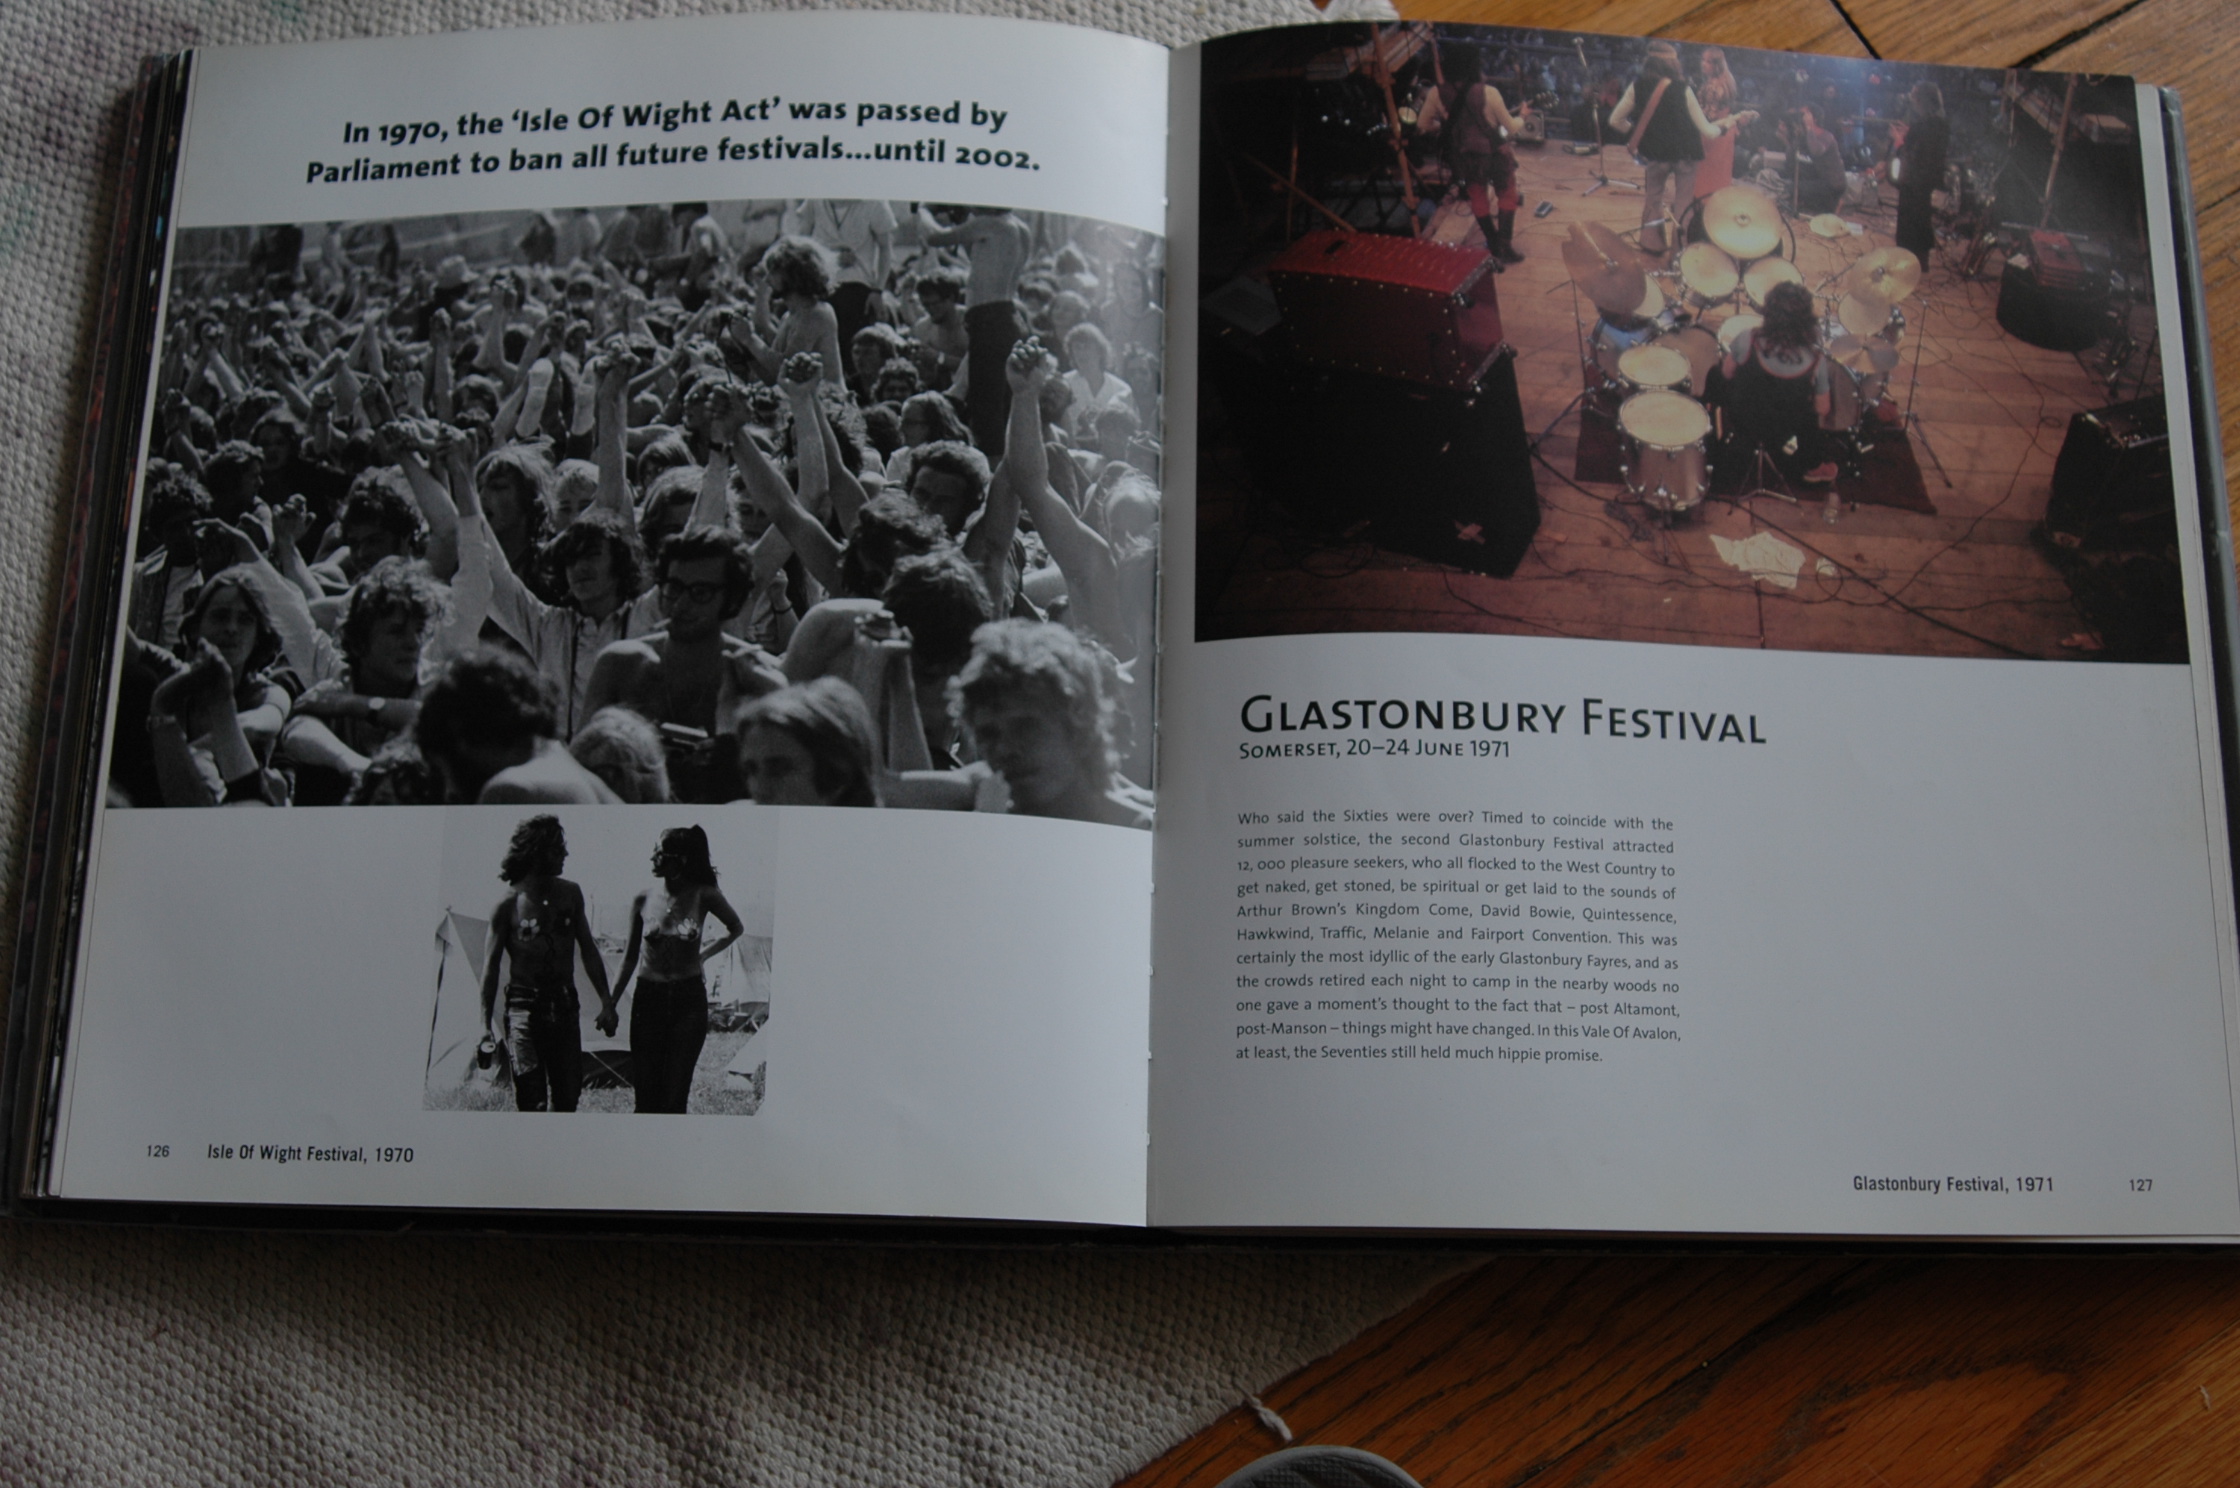 In 1970, the ‘Isle Of Wight Act’ was passed by
Parliament to ban all future festivals...until 2002.
126 Isle Of Wight Festival, 1970
GLASTONBURY FESTIVAL
SOMERSET, 20–24 JUNE 1971
Who said the Sixties were over? Timed to coincide with the
summer solstice, the second Glastonbury Festival attracted
12, 000 pleasure seekers, who all flocked to the West Country to
get naked, get stoned, be spiritual or get laid to the sounds of
Arthur Brown’s Kingdom Come, David Bowie, Quintessence,
Hawkwind, Traffic, Melanie and Fairport Convention. This was
certainly the most idyllic of the early Glastonbury Fayres, and as
the crowds retired each night to camp in the nearby woods no
one gave a moment’s thought to the fact that – post Altamont,
post-Manson – things might have changed. In this Vale Of Avalon,
at least, the Seventies still held much hippie promise.
Glastonbury Festival, 1971 127